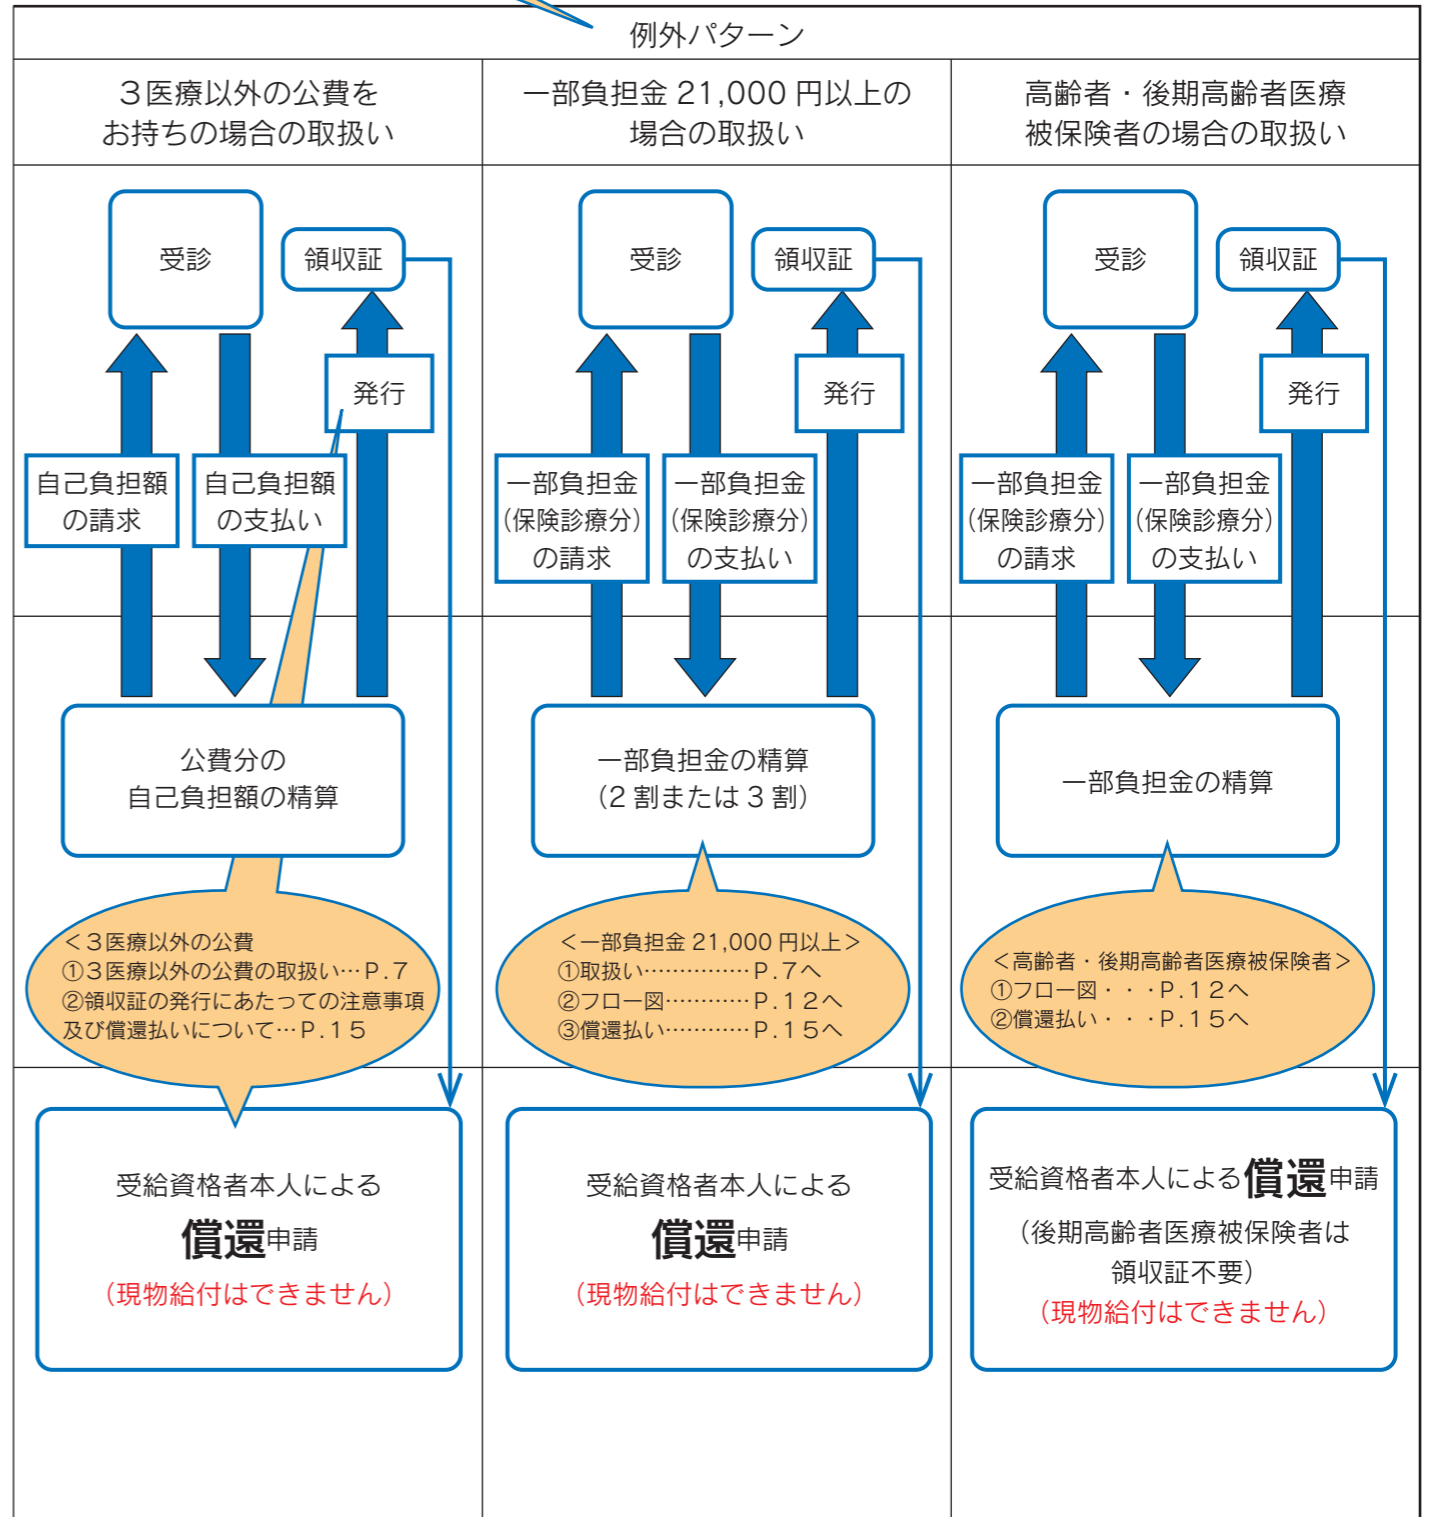 例外パターン
３医療以外の公費を
お持ちの場合の取扱い
一部負担金 21,000 円以上の
場合の取扱い
高齢者・後期高齢者医療
被保険者の場合の取扱い
受診
領収証
発行
自己負担額
の請求
自己負担額
の支払い
公費分の
自己負担額の精算
＜３医療以外の公費
①３医療以外の公費の取扱い…Ｐ.７
②領収証の発行にあたっての注意事項
及び償還払いについて…Ｐ.１５
受給資格者本人による
償還申請
（現物給付はできません）
受診
領収証
発行
一部負担金
（保険診療分）
の請求
一部負担金
（保険診療分）
の支払い
一部負担金の精算
（２割または３割）
＜一部負担金 21,000 円以上＞
①取扱い……………Ｐ.７へ
②フロー図…………Ｐ.１２へ
③償還払い…………Ｐ.１５へ
受給資格者本人による
償還申請
（現物給付はできません）
受診
領収証
発行
一部負担金
（保険診療分）
の請求
一部負担金
（保険診療分）
の支払い
一部負担金の精算
＜高齢者・後期高齢者医療被保険者＞
①フロー図・・・Ｐ.１２へ
②償還払い・・・Ｐ.１５へ
受給資格者本人による償還申請
（後期高齢者医療被保険者は
領収証不要）
（現物給付はできません）